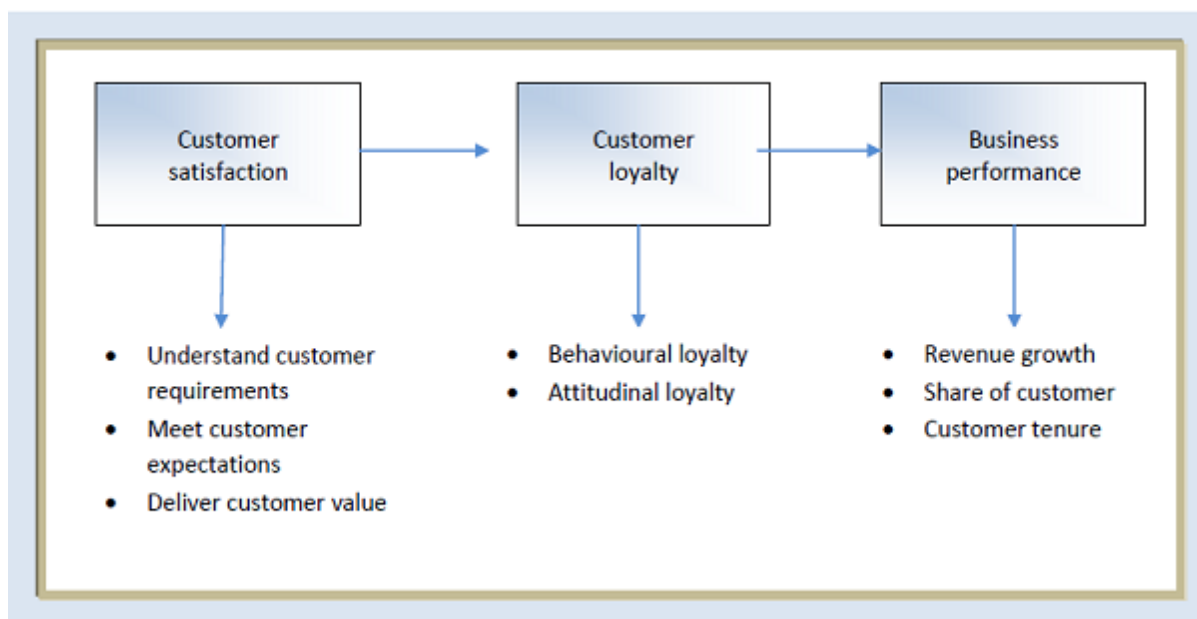 Customer
satisfaction
Customer
loyalty
Business
performance
• Understand customer
requirements
• Meet customer
expectations
• Deliver customer value
• Behavioural loyalty
• Attitudinal loyalty
• Revenue growth
• Share of customer
• Customer tenure